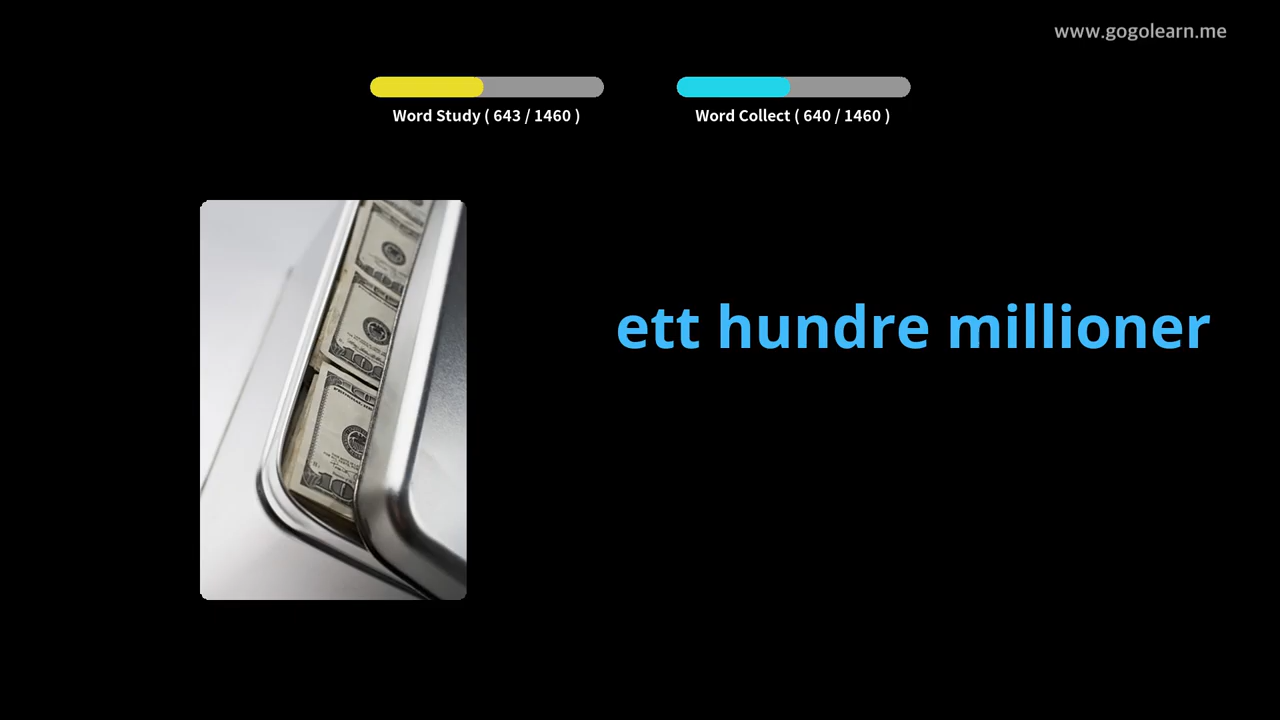 www.gogolearn.me
Word Study ( 643 / 1460 )
Word Collect ( 640 / 1460 )
ett hundre millioner